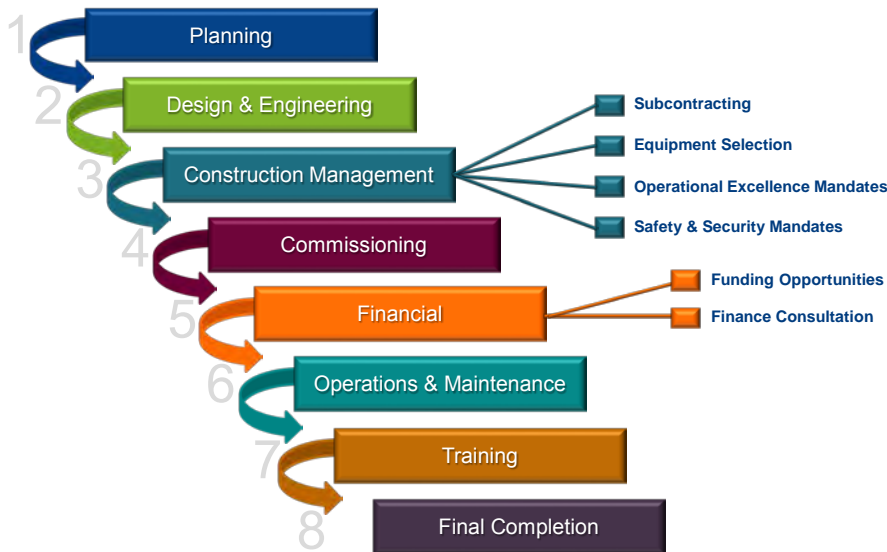 1
Planning
2
Design & Engineering
3
Construction Management
Subcontracting
Equipment Selection
Operational Excellence Mandates
Safety & Security Mandates
4
Commissioning
5
Financial
Funding Opportunities
Finance Consultation
6
Operations & Maintenance
7
Training
8
Final Completion